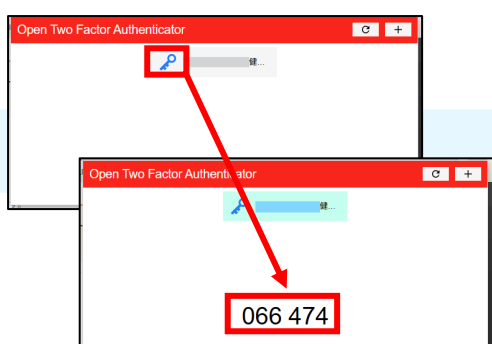 Open Two Factor Authenticator
健...
Open Two Factor Authenticator
健...
066 474